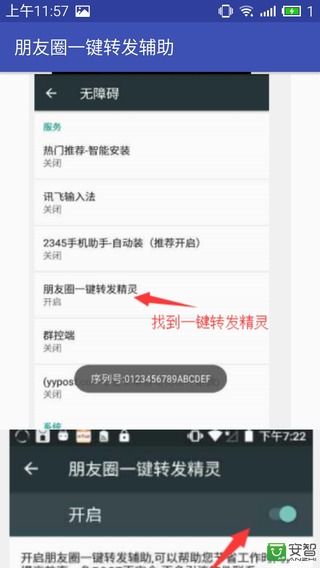 上午11:57
1
朋友圈一键转发辅助
无障碍
服务
热门推荐-智能安装
关闭
讯飞输入法
关闭
2345手机助手-自动装（推荐开启）
关闭
朋友圈一键转发精灵
开启
找到一键转发精灵
群控端
关闭
序列号:0123456789ABCDEF
(yypos
关闭
系统
下午7:22
朋友圈一键转发精灵
开启
开启朋友圈一键转发辅助,可以帮助您节省工作时
安智